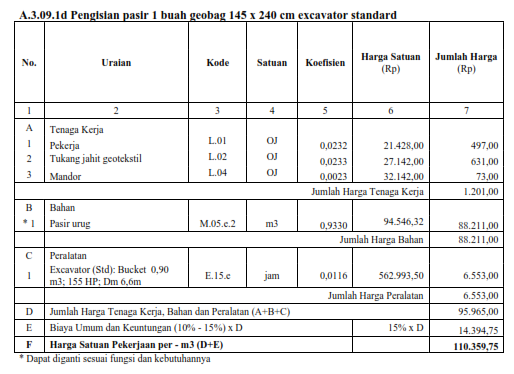 A.3.09.1d Pengisian pasir 1 buah geobag 145 x 240 cm excavator standard
No. Uraian Kode Satuan Koefisien Harga Satuan (Rp) Jumlah Harga (Rp)
1 2 3 4 5 6 7
A Tenaga Kerja
1 Pekerja L.01 OJ 0,0232 21.428,00 497,00
2 Tukang jahit geotekstil L.02 OJ 0,0233 27.142,00 631,00
3 Mandor L.04 OJ 0,0023 32.142,00 73,00
Jumlah Harga Tenaga Kerja 1.201,00
B Bahan
* 1 Pasir urug M.05.e.2 m3 0,9330 94.546,32 88.211,00
Jumlah Harga Bahan 88.211,00
C Peralatan
1 Excavator (Std): Bucket 0,90 m3; 155 HP; Dm 6,6m E.15.e jam 0,0116 562.993,50 6.553,00
Jumlah Harga Peralatan 6.553,00
D Jumlah Harga Tenaga Kerja, Bahan dan Peralatan (A+B+C) 95.965,00
E Biaya Umum dan Keuntungan (10% - 15%) x D 15% x D 14.394,75
F Harga Satuan Pekerjaan per - m3 (D+E) 110.359,75
* Dapat diganti sesuai fungsi dan kebutuhannya